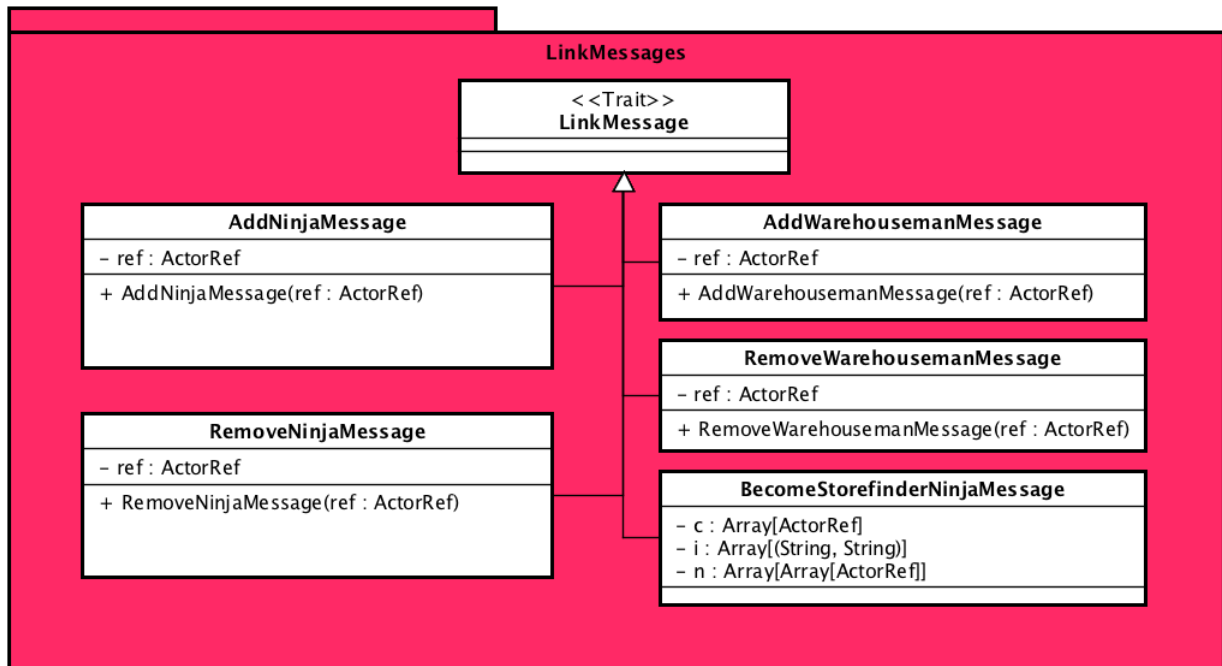 LinkMessages
<<Trait>>
LinkMessage
AddNinjaMessage
- ref : ActorRef
+ AddNinjaMessage(ref : ActorRef)
RemoveNinjaMessage
- ref : ActorRef
+ RemoveNinjaMessage(ref : ActorRef)
AddWarehousemanMessage
- ref : ActorRef
+ AddWarehousemanMessage(ref : ActorRef)
RemoveWarehousemanMessage
- ref : ActorRef
+ RemoveWarehousemanMessage(ref : ActorRef)
BecomeStorefinderNinjaMessage
- c : Array[ActorRef]
- i : Array[(String, String)]
- n : Array[Array[ActorRef]]